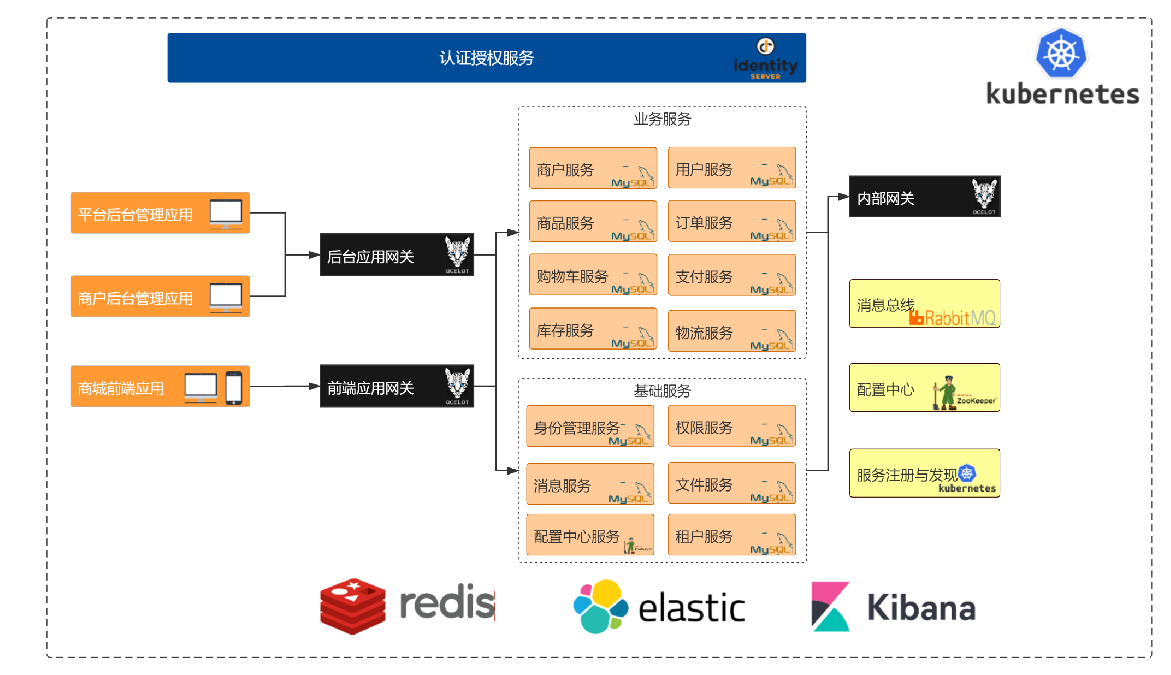 认证授权服务
identity
SERVER
kubernetes
业务服务
商户服务
MySQL
用户服务
MySQL
商品服务
MySQL
订单服务
MySQL
购物车服务
MySQL
支付服务
MySQL
库存服务
MySQL
物流服务
MySQL
平台后台管理应用
商户后台管理应用
商城前端应用
后台应用网关
OCELOT
前端应用网关
OCELOT
基础服务
身份管理服务
MySQL
权限服务
MySQL
消息服务
MySQL
文件服务
MySQL
配置中心服务
租户服务
MySQL
内部网关
OCELOT
消息总线
RabbitMQ
配置中心
ZooKeeper
服务注册与发现
kubernetes
redis
elastic
Kibana